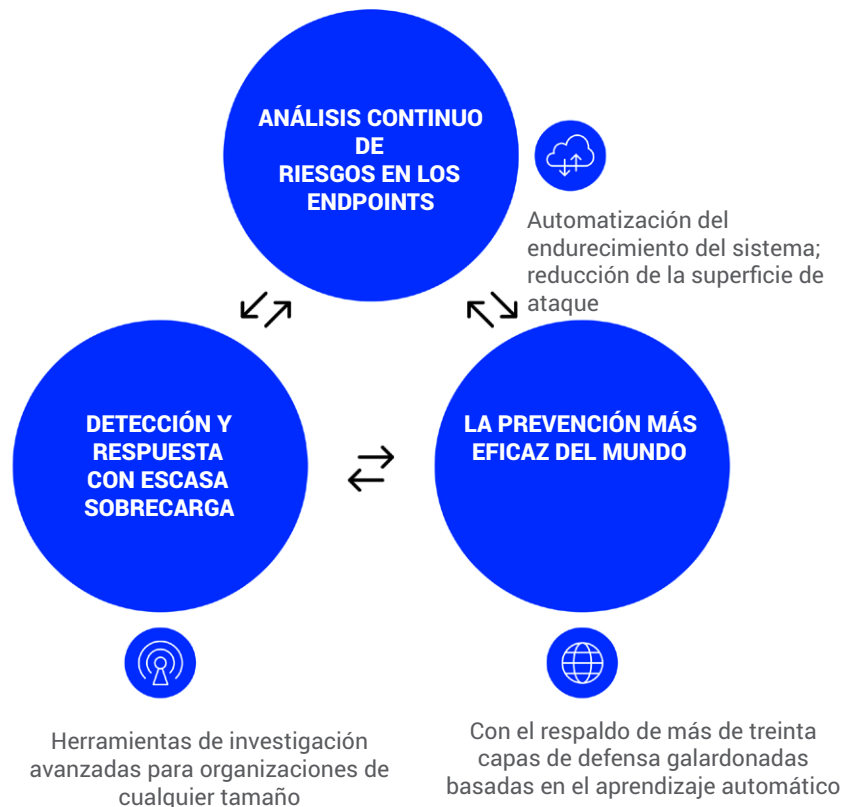 ANÁLISIS CONTINUO
DE
RIESGOS EN LOS
ENDPOINTS
Automatización del
endurecimiento del sistema;
reducción de la superficie de
ataque
DETECCIÓN Y
RESPUESTA
CON ESCASA
SOBRECARGA
LA PREVENCIÓN MÁS
EFICAZ DEL MUNDO
Herramientas de investigación
avanzadas para organizaciones de
cualquier tamaño
Con el respaldo de más de treinta
capas de defensa galardonadas
basadas en el aprendizaje automático